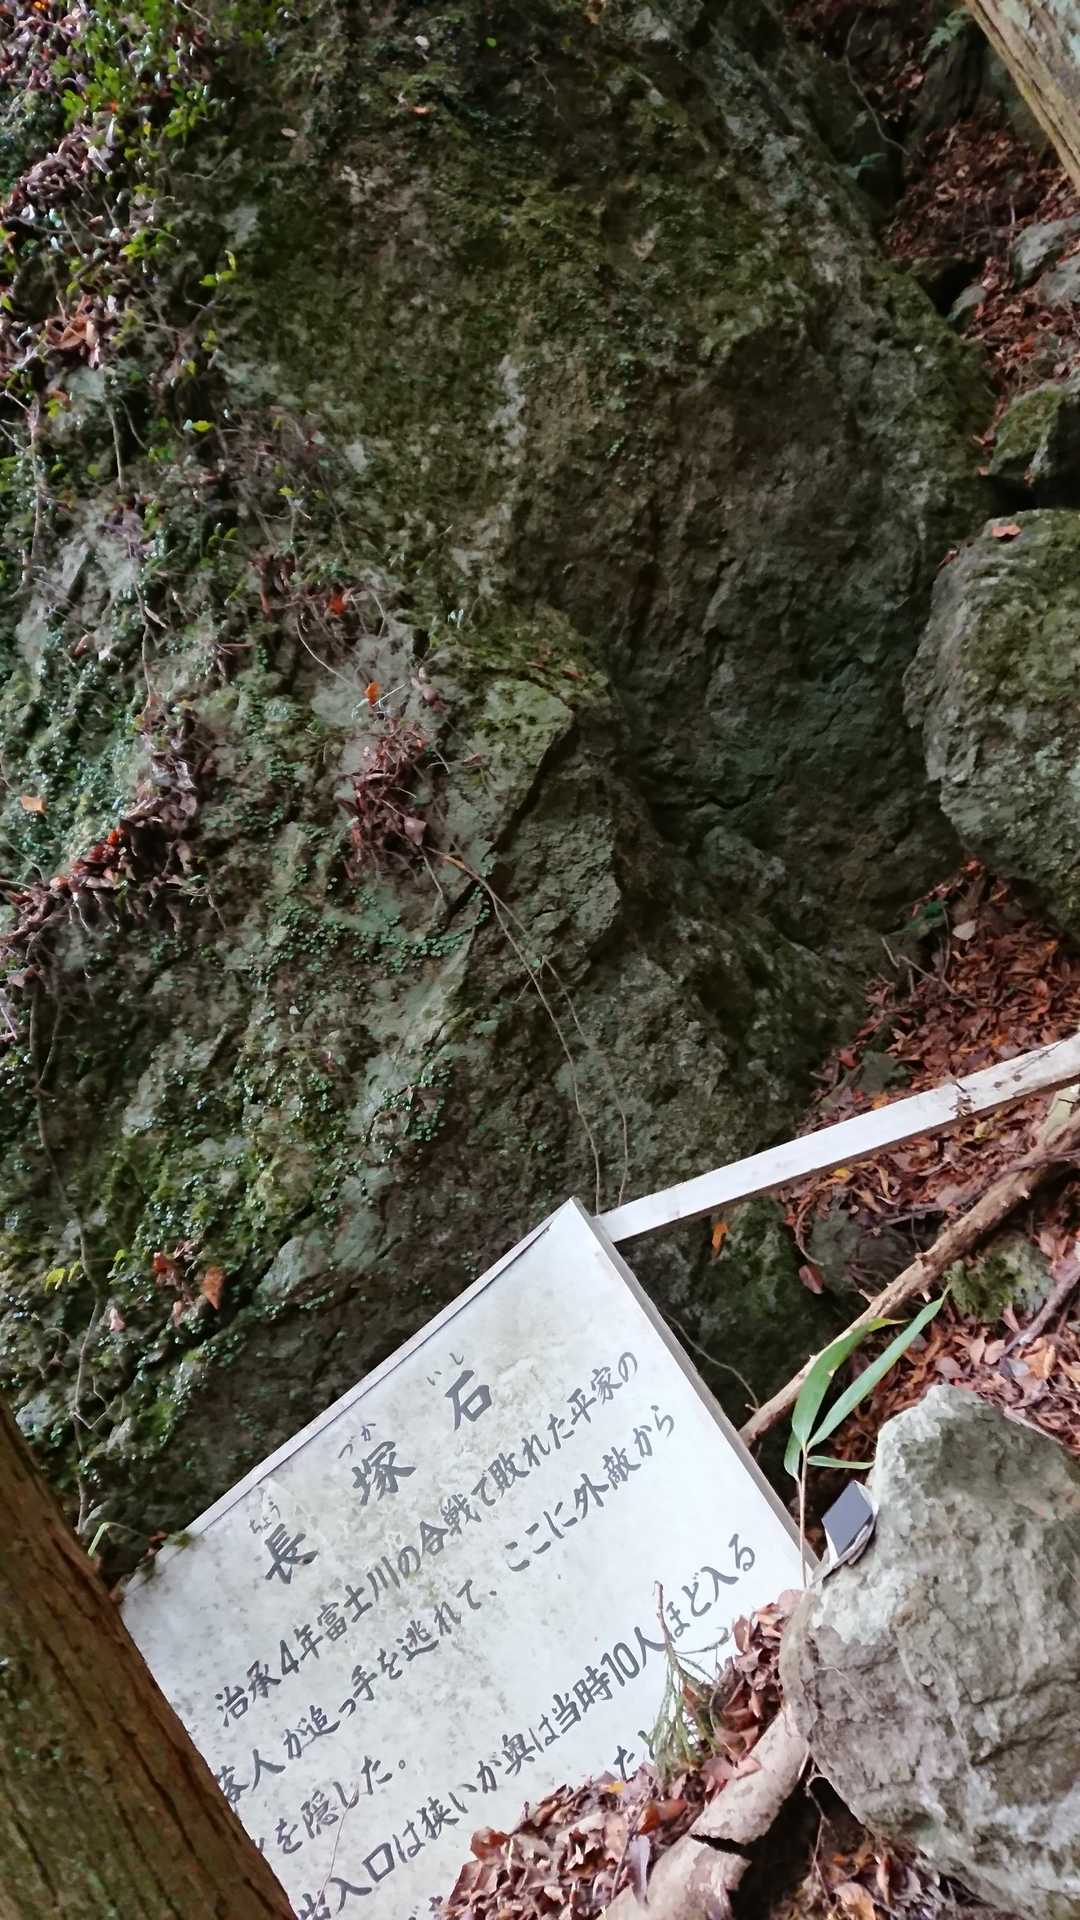 ちょう づか いし
長 塚 石
治承4年富士川の合戦で敗れた平家の
落人が追っ手を逃れて、ここに外敵から
を隠した。
出入口は狭いが奥は当時10人ほど入る
たと